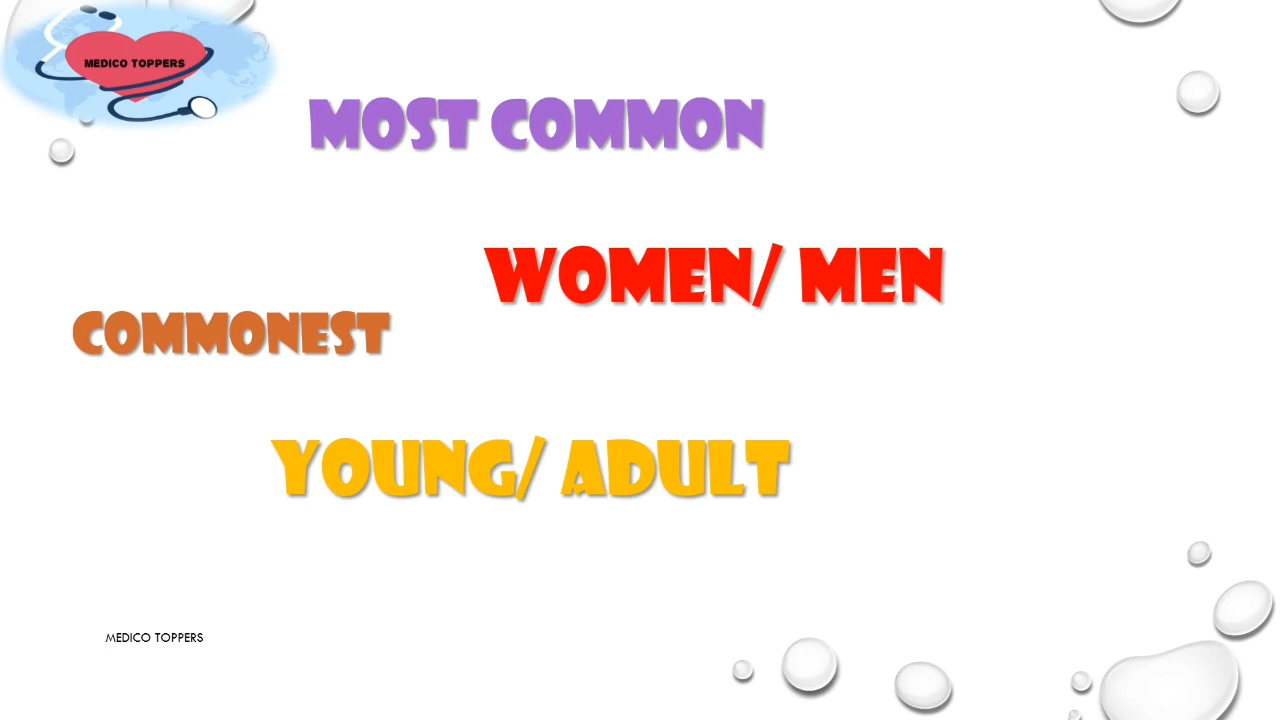 MEDICO TOPPERS
MOST COMMON
WOMEN/ MEN
COMMONEST
YOUNG/ ADULT
MEDICO TOPPERS